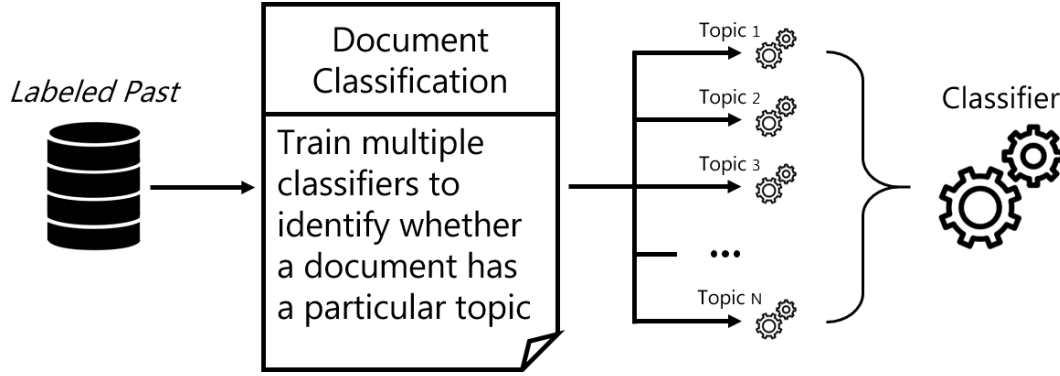 Labeled Past
Document
Classification
Train multiple
classifiers to
identify whether
a document has
a particular topic
Topic 1
Topic 2
Topic 3
...
Topic N
Classifier